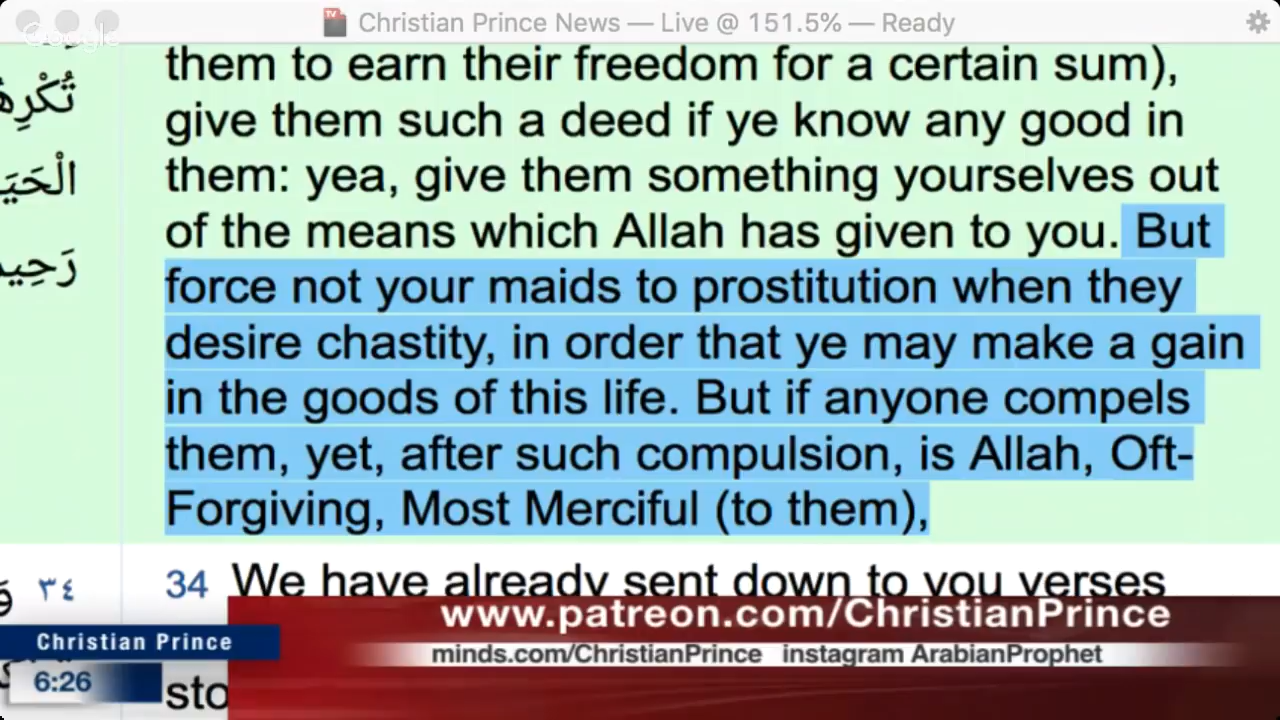 Christian Prince News — Live @ 151.5% — Ready
Google
them to earn their freedom for a certain sum),
give them such a deed if ye know any good in
them: yea, give them something yourselves out
of the means which Allah has given to you. But
force not your maids to prostitution when they
desire chastity, in order that ye may make a gain
in the goods of this life. But if anyone compels
them, yet, after such compulsion, is Allah, Oft-
Forgiving, Most Merciful (to them),
٣٤
34 We have already sent down to you verses
sto
www.patreon.com/ChristianPrince
minds.com/ChristianPrince instagram ArabianProphet
Christian Prince
6:26